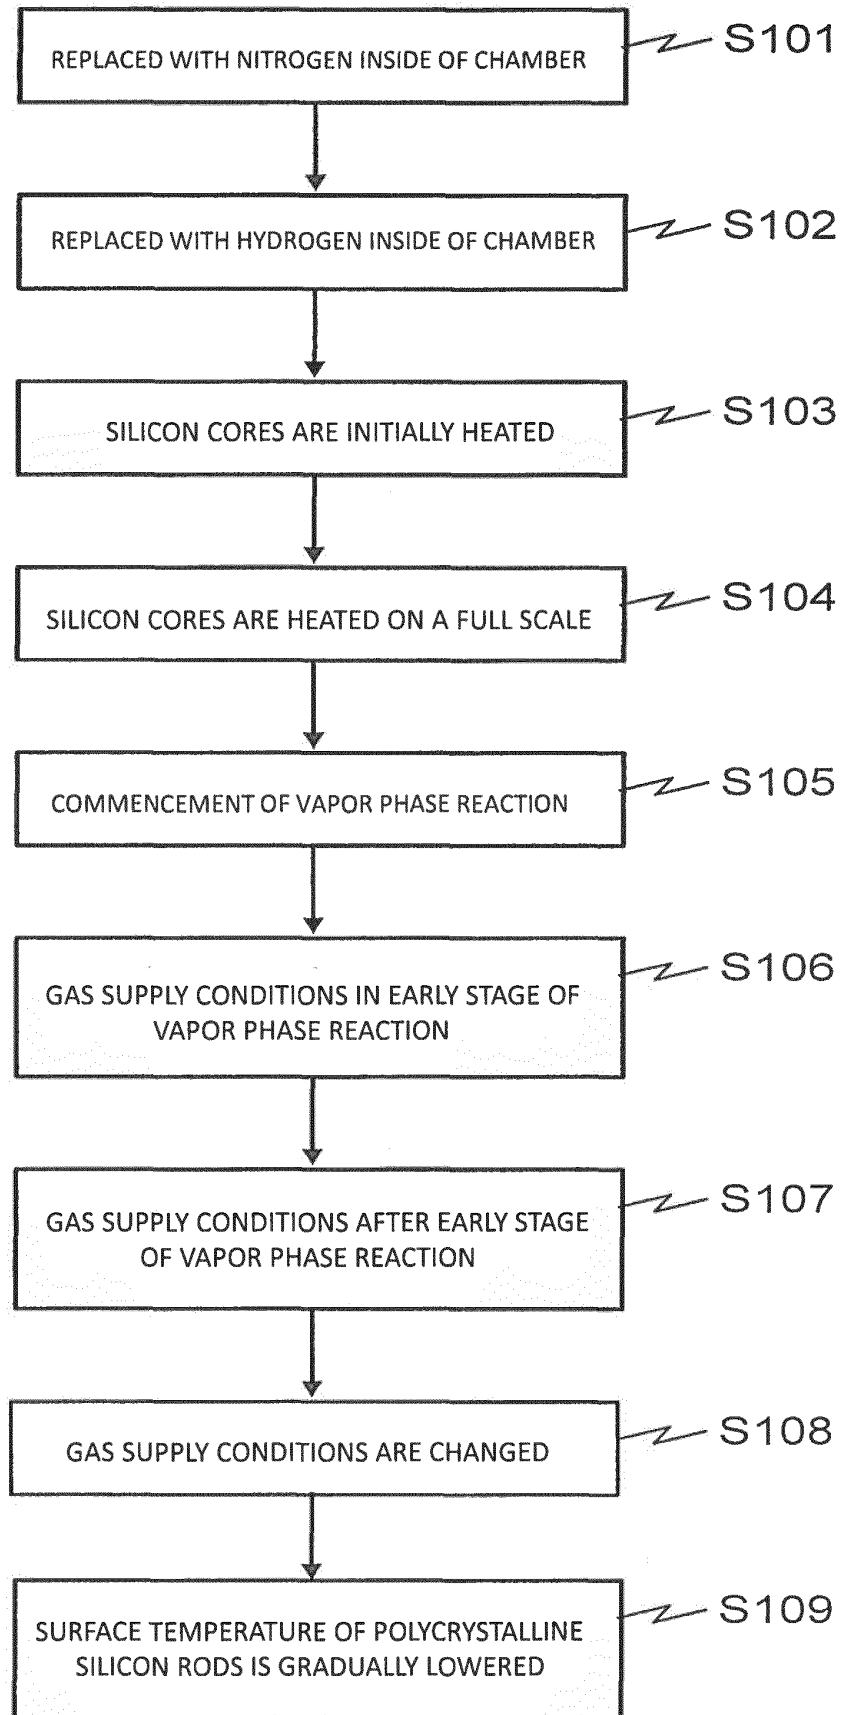 REPLACED WITH NITROGEN INSIDE OF CHAMBER
S101
REPLACED WITH HYDROGEN INSIDE OF CHAMBER
S102
SILICON CORES ARE INITIALLY HEATED
S103
SILICON CORES ARE HEATED ON A FULL SCALE
S104
COMMENCEMENT OF VAPOR PHASE REACTION
S105
GAS SUPPLY CONDITIONS IN EARLY STAGE OF
VAPOR PHASE REACTION
S106
GAS SUPPLY CONDITIONS AFTER EARLY STAGE
OF VAPOR PHASE REACTION
S107
GAS SUPPLY CONDITIONS ARE CHANGED
S108
SURFACE TEMPERATURE OF POLYCRYSTALLINE
SILICON RODS IS GRADUALLY LOWERED
S109